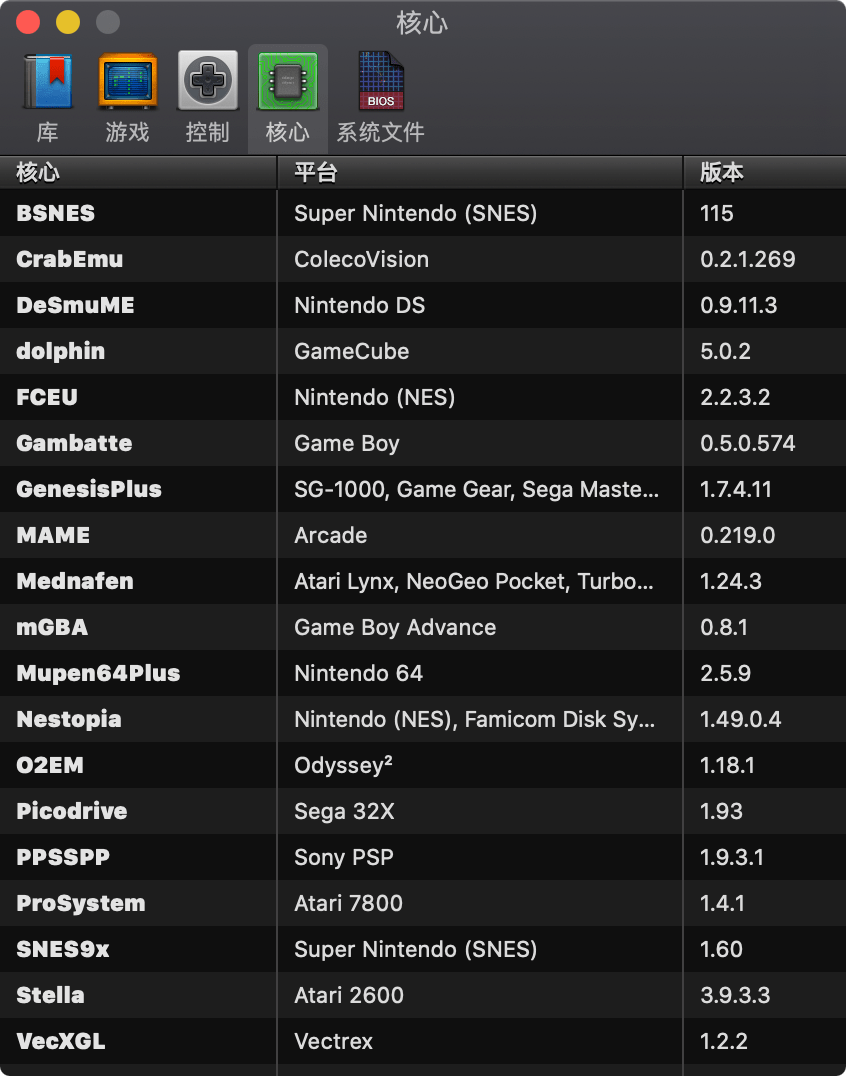 核心
库 游戏 控制 核心 BIOS 系统文件
核心 平台 版本
BSNES Super Nintendo (SNES) 115
CrabEmu ColecoVision 0.2.1.269
DeSmuME Nintendo DS 0.9.11.3
dolphin GameCube 5.0.2
FCEU Nintendo (NES) 2.2.3.2
Gambatte Game Boy 0.5.0.574
GenesisPlus SG-1000, Game Gear, Sega Maste... 1.7.4.11
MAME Arcade 0.219.0
Mednafen Atari Lynx, NeoGeo Pocket, Turbo... 1.24.3
mGBA Game Boy Advance 0.8.1
Mupen64Plus Nintendo 64 2.5.9
Nestopia Nintendo (NES), Famicom Disk Sy... 1.49.0.4
O2EM Odyssey² 1.18.1
Picodrive Sega 32X 1.93
PPSSPP Sony PSP 1.9.3.1
ProSystem Atari 7800 1.4.1
SNES9x Super Nintendo (SNES) 1.60
Stella Atari 2600 3.9.3.3
VecXGL Vectrex 1.2.2